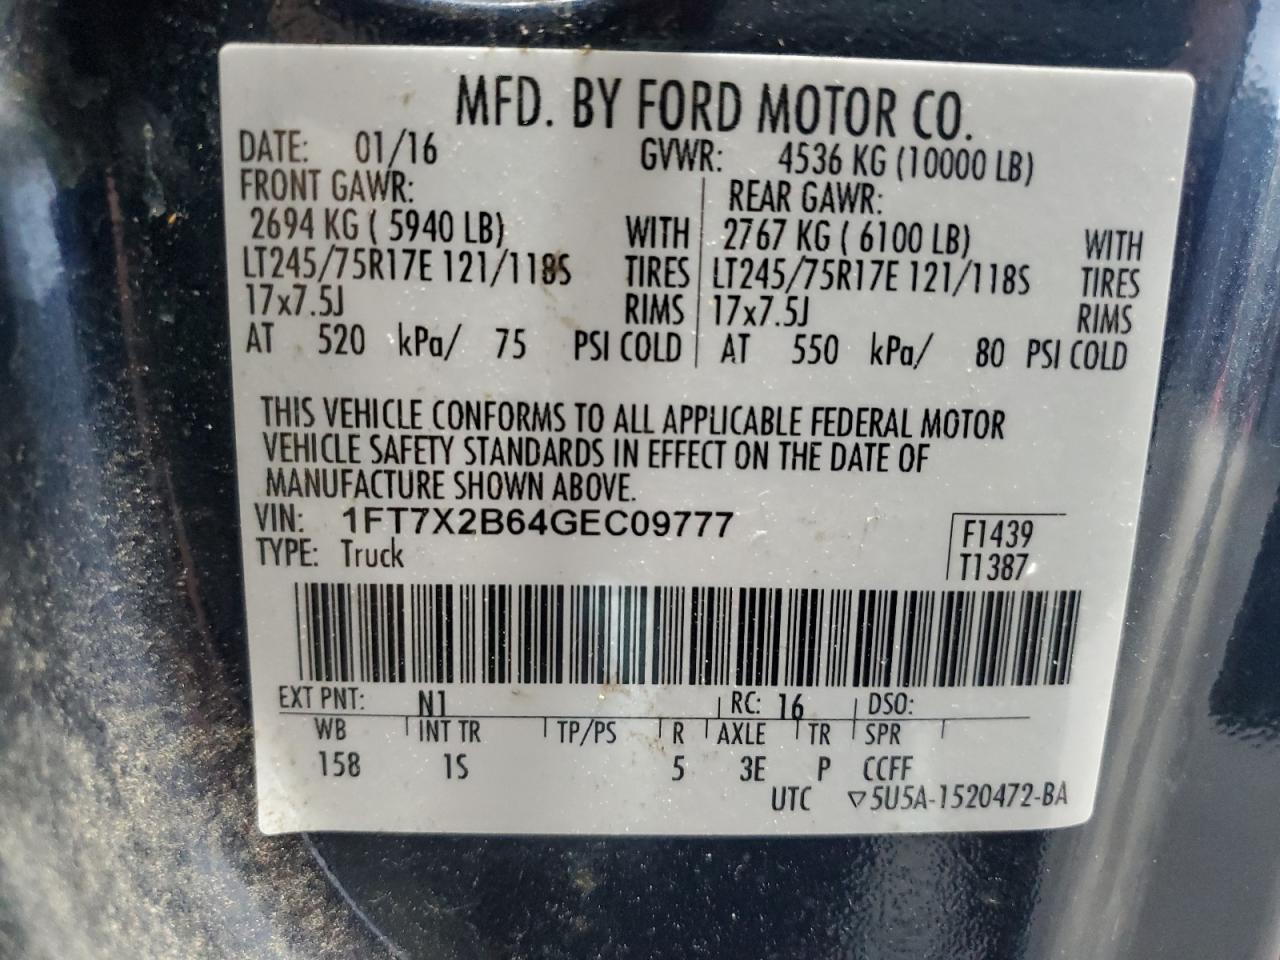 MFD. BY FORD MOTOR CO.
DATE: 01/16 GVWR: 4536 KG (10000 LB)
FRONT GAWR: REAR GAWR:
2694 KG ( 5940 LB) WITH 2767 KG ( 6100 LB) WITH
LT245/75R17E 121/118S TIRES LT245/75R17E 121/118S TIRES
17x7.5J RIMS 17x7.5J RIMS
AT 520 kPa/ 75 PSI COLD AT 550 kPa/ 80 PSI COLD
THIS VEHICLE CONFORMS TO ALL APPLICABLE FEDERAL MOTOR
VEHICLE SAFETY STANDARDS IN EFFECT ON THE DATE OF
MANUFACTURE SHOWN ABOVE.
VIN: 1FT7X2B64GEC09777 F1439
TYPE: Truck T1387
EXT PNT: N1 RC: 16 DSO:
WB INT TR TP/PS R AXLE TR SPR
158 1S 5 3E P CCFF
UTC ▽5U5A-1520472-BA